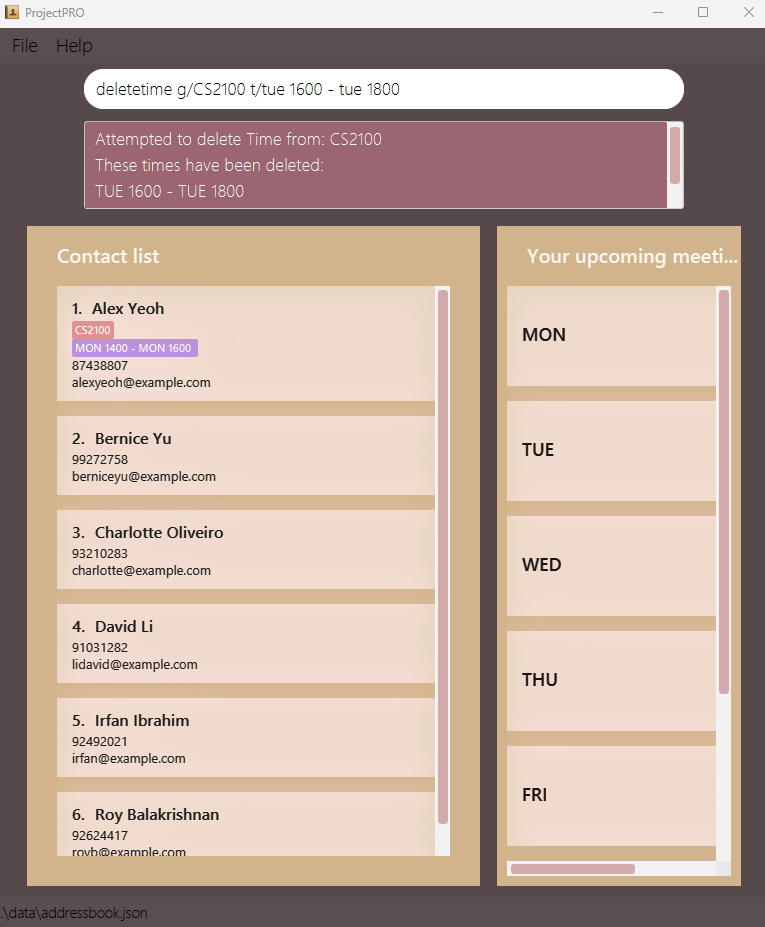 ProjectPRO
File Help
deletetime g/CS2100 t/tue 1600 - tue 1800
Attempted to delete Time from: CS2100
These times have been deleted:
TUE 1600 - TUE 1800
Contact list
1. Alex Yeoh
CS2100
MON 1400 - MON 1600
87438807
alexyeoh@example.com
2. Bernice Yu
99272758
berniceyu@example.com
3. Charlotte Oliveiro
93210283
charlotte@example.com
4. David Li
91031282
lidavid@example.com
5. Irfan Ibrahim
92492021
irfan@example.com
6. Roy Balakrishnan
92624417
royb@example.com
Your upcoming meeti...
MON
TUE
WED
THU
FRI
.\data\addressbook.json